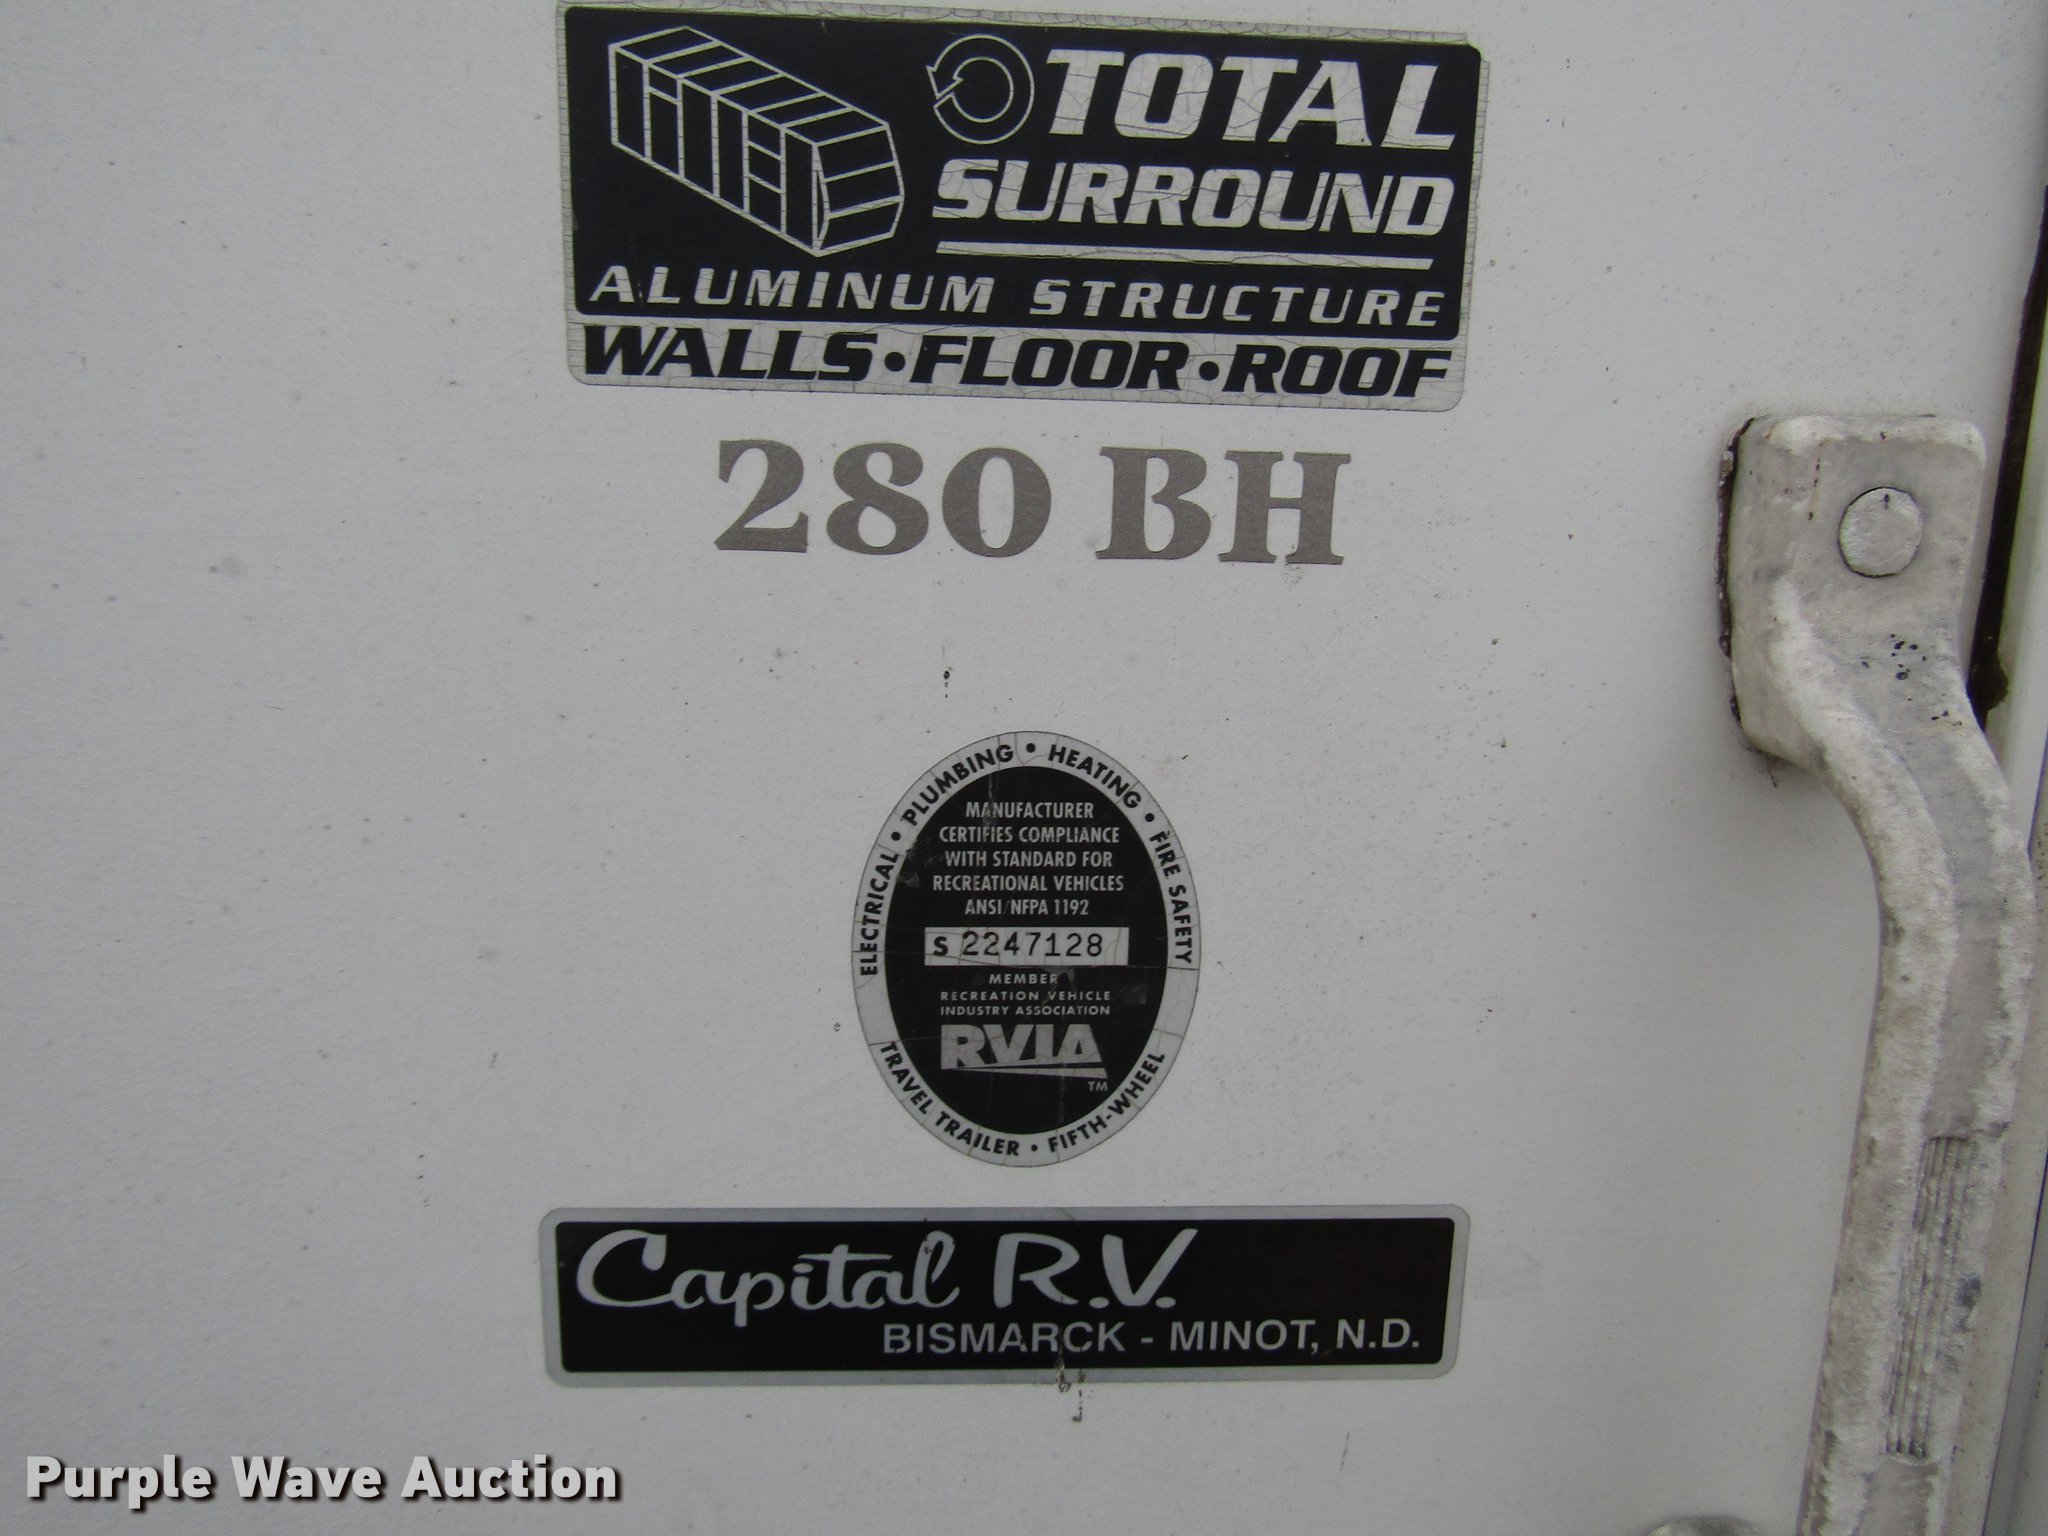 TOTAL
SURROUND
ALUMINUM STRUCTURE
WALLS • FLOOR • ROOF
280 BH
ELECTRICAL • PLUMBING • HEATING • FIRE SAFETY
MANUFACTURER
CERTIFIES COMPLIANCE
WITH STANDARD FOR
RECREATIONAL VEHICLES
ANSI/NFPA 1192
S 2247128
MEMBER
RECREATION VEHICLE
INDUSTRY ASSOCIATION
RVIA
TM
TRAVEL TRAILER • FIFTH-WHEEL
Capital R.V.
BISMARCK - MINOT, N.D.
Purple Wave Auction